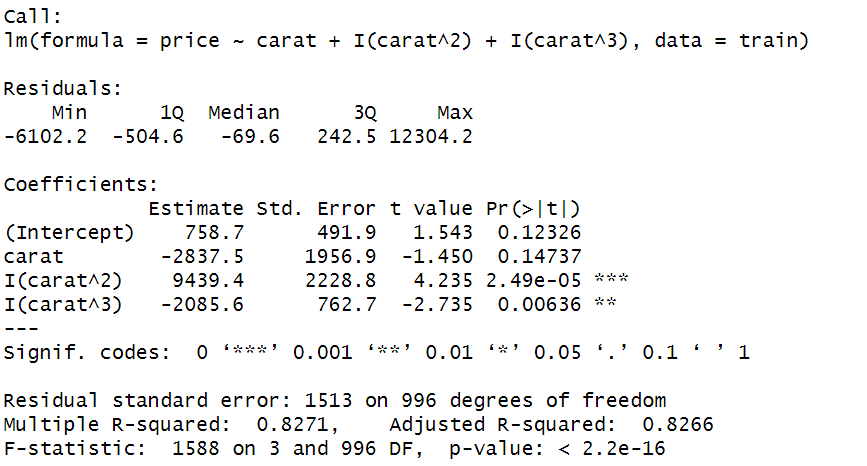 Call:
lm(formula = price ~ carat + I(carat^2) + I(carat^3), data = train)
Residuals:
Min 1Q Median 3Q Max
-6102.2 -504.6 -69.6 242.5 12304.2
Coefficients:
Estimate Std. Error t value Pr(>|t|)
(Intercept) 758.7 491.9 1.543 0.12326
carat -2837.5 1956.9 -1.450 0.14737
I(carat^2) 9439.4 2228.8 4.235 2.49e-05 ***
I(carat^3) -2085.6 762.7 -2.735 0.00636 **
---
Signif. codes: 0 ‘***’ 0.001 ‘**’ 0.01 ‘*’ 0.05 ‘.’ 0.1 ‘ ’ 1
Residual standard error: 1513 on 996 degrees of freedom
Multiple R-squared: 0.8271, Adjusted R-squared: 0.8266
F-statistic: 1588 on 3 and 996 DF, p-value: < 2.2e-16